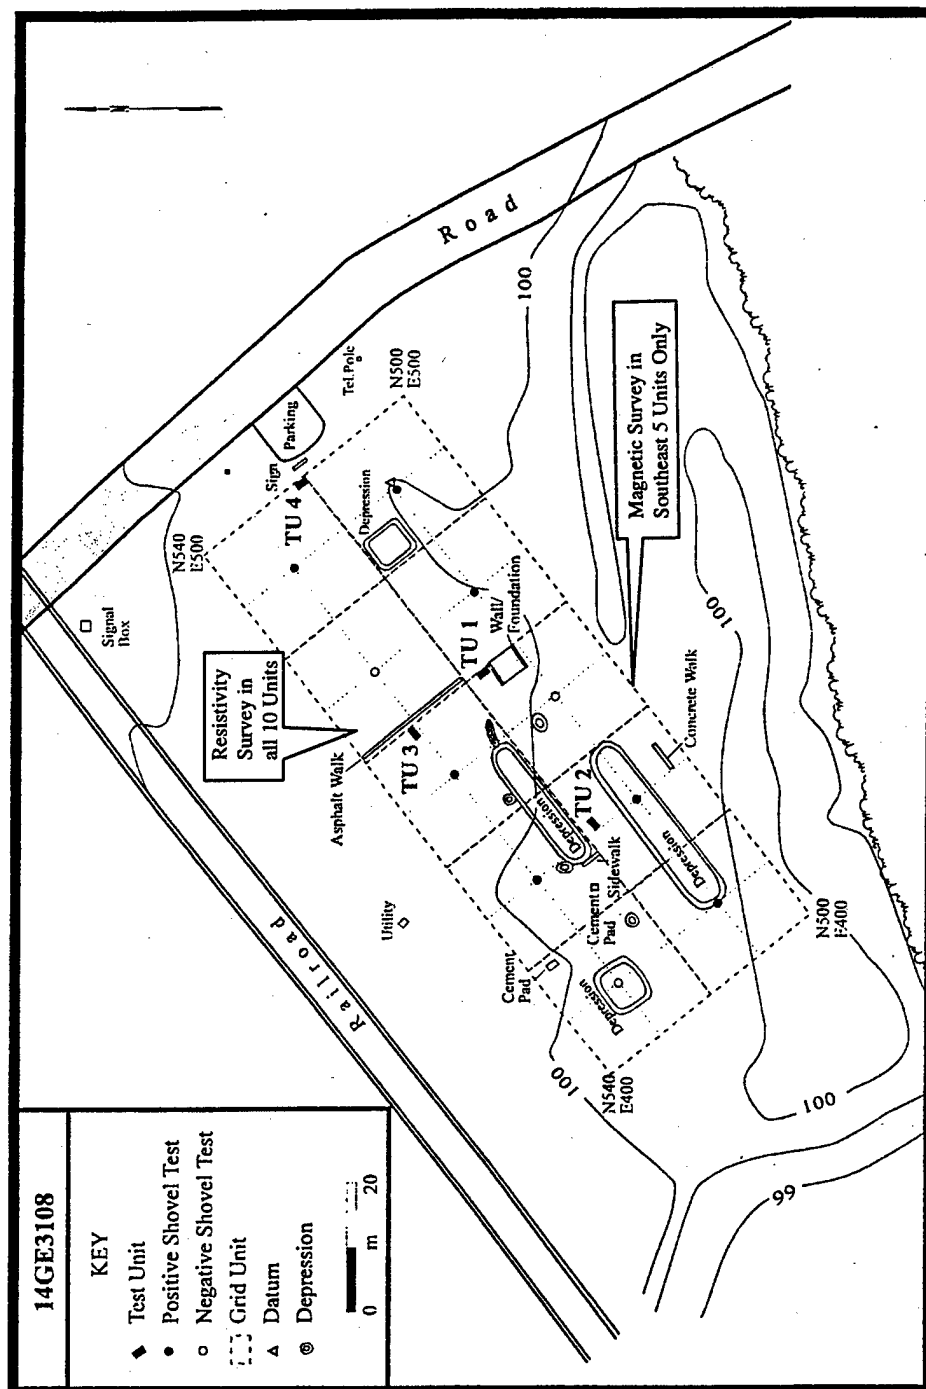 14GE3108
KEY
Test Unit
Positive Shovel Test
Negative Shovel Test
Grid Unit
Datum
Depression
0 m 20
N
Road
Railroad
Signal
Box
Parking
Sign
Tel.Pole
N540
E500
N500
E500
TU 4
Depression
100
Resistivity
Survey in
all 10 Units
Asphalt Walk
TU 3
TU 1
Wall/
Foundation
Magnetic Survey in
Southeast 5 Units Only
Utility
Depression
TU 2
Sidewalk
Cement
Pad
Cement
Pad
Depression
Concrete Walk
Depression
N540
E400
N500
E400
100
100
100
99